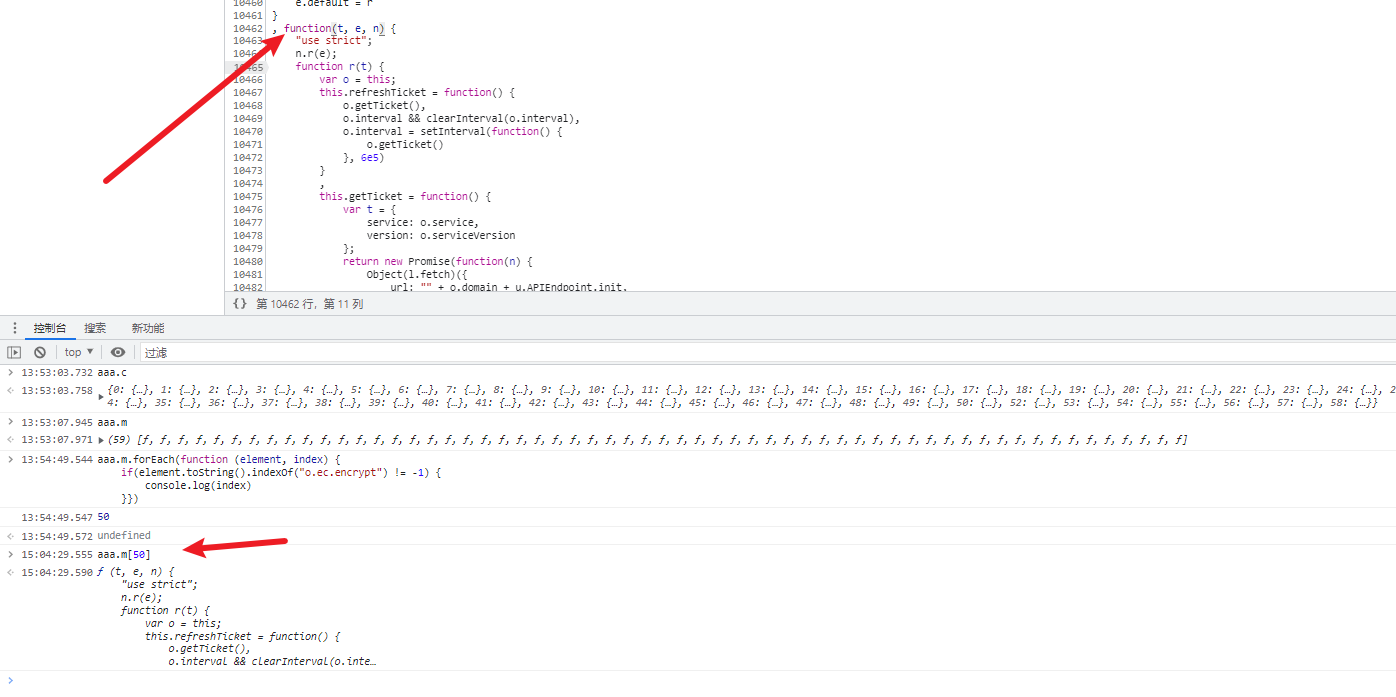 10460 e.default = r
10461 }
10462 , function(t, e, n) {
10463 "use strict";
10464 n.r(e);
10465 function r(t) {
10466 var o = this;
10467 this.refreshTicket = function() {
10468 o.getTicket(),
10469 o.interval && clearInterval(o.interval),
10470 o.interval = setInterval(function() {
10471 o.getTicket()
10472 }, 6e5)
10473 }
10474 ,
10475 this.getTicket = function() {
10476 var t = {
10477 service: o.service,
10478 version: o.serviceVersion
10479 };
10480 return new Promise(function(n) {
10481 Object(l.fetch)({
10482 url: "" + o.domain + u.APIEndpoint.init,
{} 第 10462 行，第 11 列
控制台 搜索 新功能
top ▼ 过滤
13:53:03.732 aaa.c
13:53:03.758 {0: {…}, 1: {…}, 2: {…}, 3: {…}, 4: {…}, 5: {…}, 6: {…}, 7: {…}, 8: {…}, 9: {…}, 10: {…}, 11: {…}, 12: {…}, 13: {…}, 14: {…}, 15: {…}, 16: {…}, 17: {…}, 18: {…}, 19: {…}, 20: {…}, 21: {…}, 22: {…}, 23: {…}, 24: {…}, 2
4: {…}, 35: {…}, 36: {…}, 37: {…}, 38: {…}, 39: {…}, 40: {…}, 41: {…}, 42: {…}, 43: {…}, 44: {…}, 45: {…}, 46: {…}, 47: {…}, 48: {…}, 49: {…}, 50: {…}, 52: {…}, 53: {…}, 54: {…}, 55: {…}, 56: {…}, 57: {…}, 58: {…}}
13:53:07.945 aaa.m
13:53:07.971 (59) [f, f, f, f, f, f, f, f, f, f, f, f, f, f, f, f, f, f, f, f, f, f, f, f, f, f, f, f, f, f, f, f, f, f, f, f, f, f, f, f, f, f, f, f, f, f, f, f, f, f, f, f, f, f, f, f, f, f, f]
13:54:49.544 aaa.m.forEach(function (element, index) {
if(element.toString().indexOf("o.ec.encrypt") != -1) {
console.log(index)
}})
13:54:49.547 50
13:54:49.572 undefined
15:04:29.555 aaa.m[50]
15:04:29.590 f (t, e, n) {
"use strict";
n.r(e);
function r(t) {
var o = this;
this.refreshTicket = function() {
o.getTicket(),
o.interval && clearInterval(o.inte…